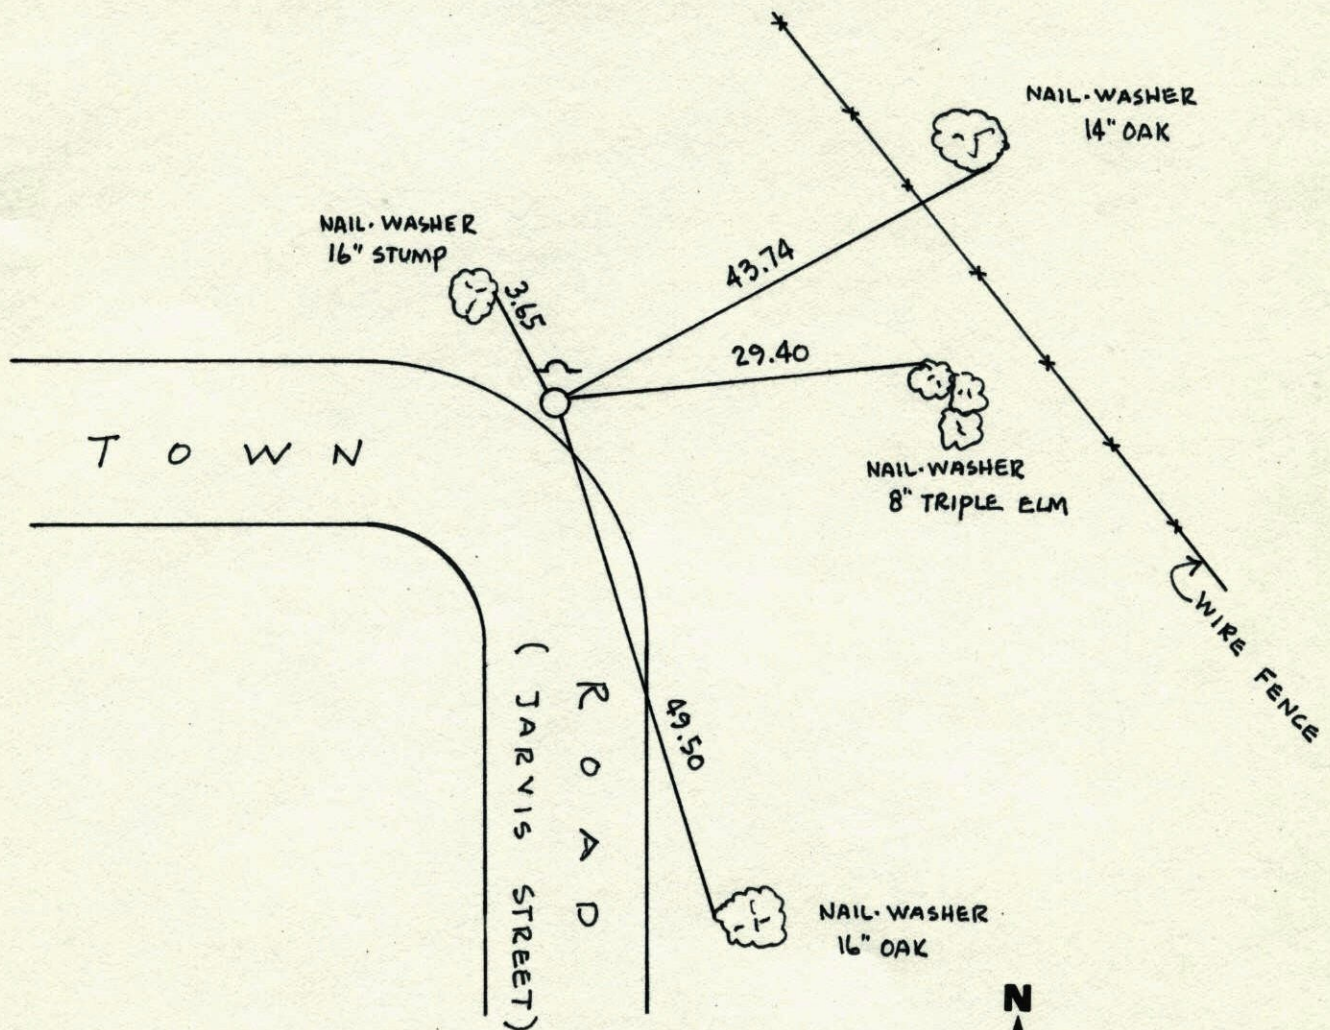 NAIL·WASHER
14" OAK
NAIL·WASHER
16" STUMP
3.65
43.74
29.40
TOWN
NAIL·WASHER
8" TRIPLE ELM
WIRE FENCE
49.50
ROAD
(JARVIS STREET)
NAIL·WASHER
16" OAK
N